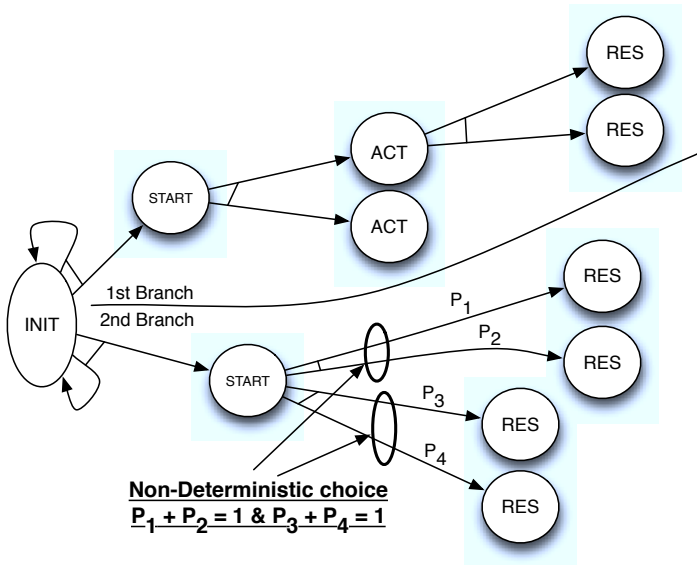 RES
RES
ACT
START
ACT
1st Branch
INIT
2nd Branch
RES
P1
P2
RES
START
P3
RES
P4
RES
Non-Deterministic choice
P1 + P2 = 1 & P3 + P4 = 1